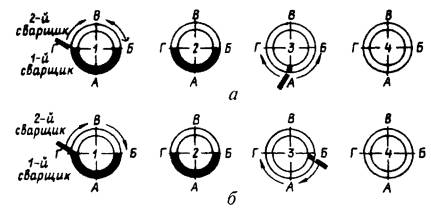 2-й сварщик В В В В
1-й сварщик Г 1 Б Г 2 Б Г 3 Б Г 4 Б
А А А А
а
2-й сварщик В В В В
1-й сварщик Г 1 Б Г 2 Б Г 3 Б Г 4 Б
А А А А
б